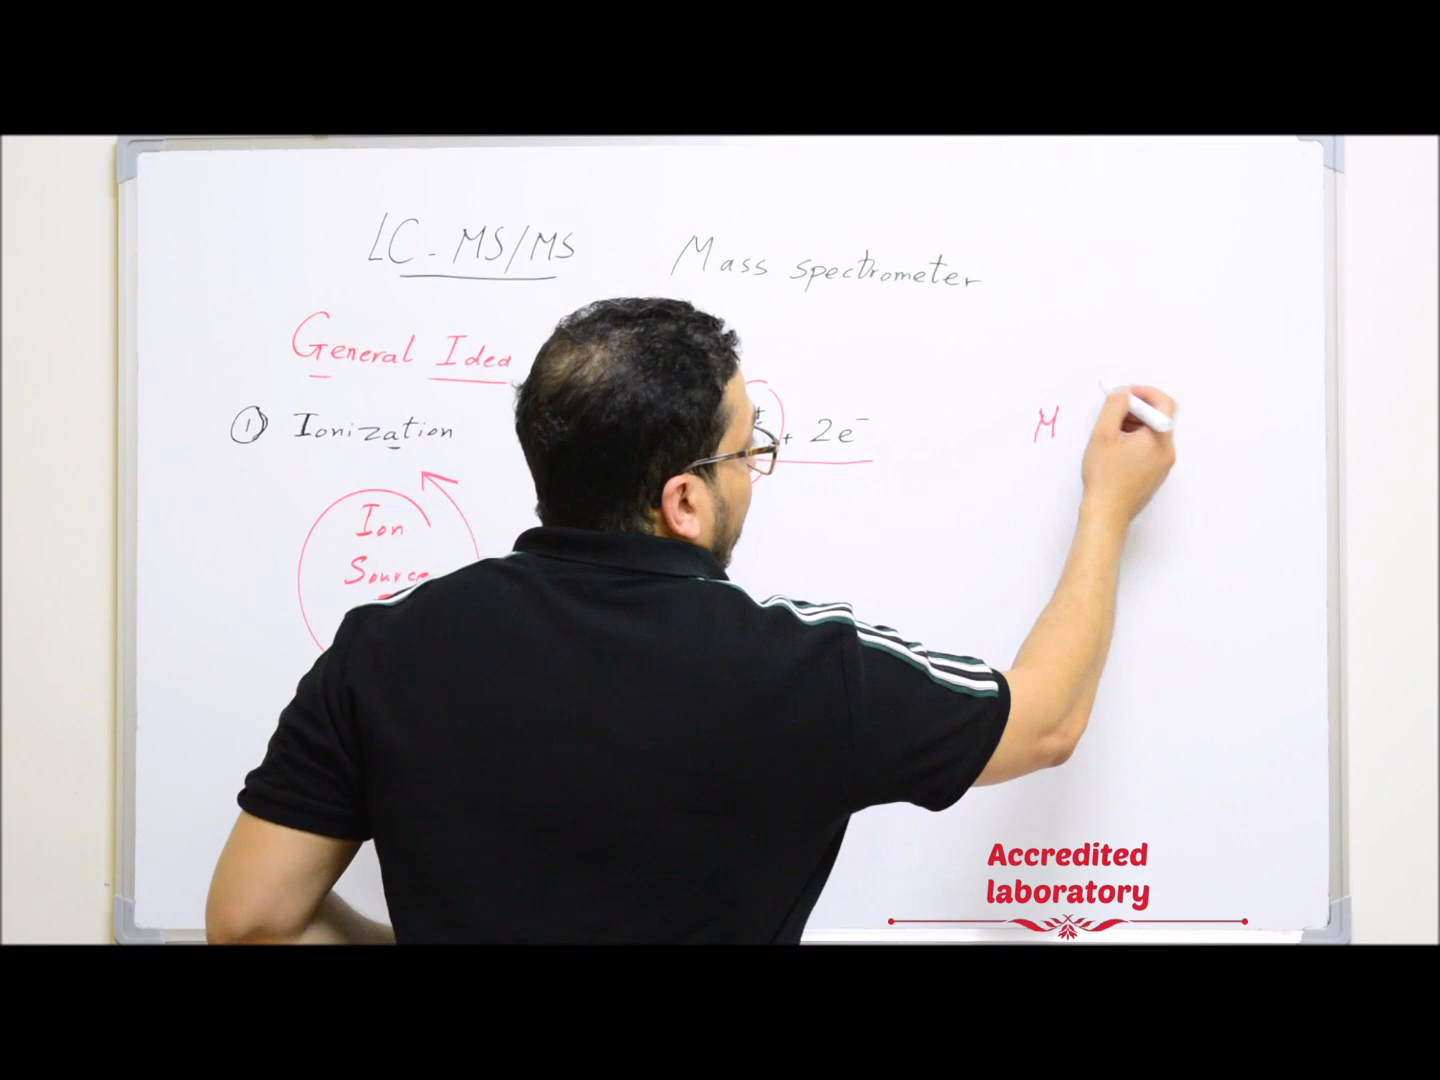 LC - MS/MS Mass spectrometer
General Idea
① Ionization + 2e⁻ M
Ion
Source
Accredited
laboratory